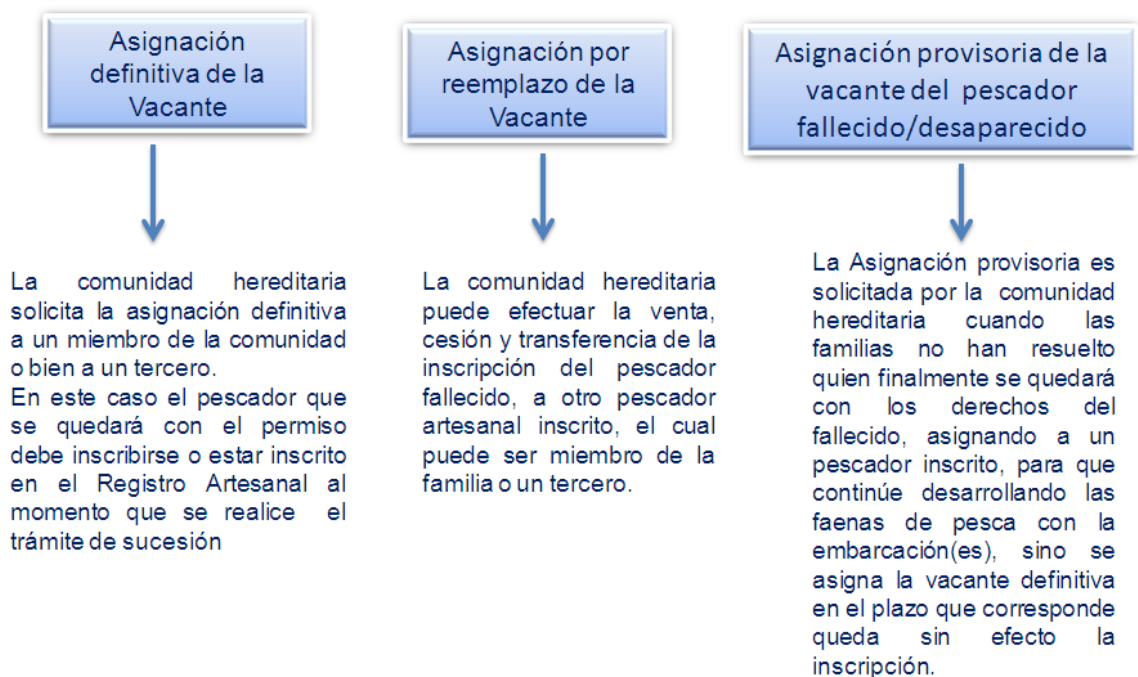 Asignación
definitiva de la
Vacante
La comunidad hereditaria
solicita la asignación definitiva
a un miembro de la comunidad
o bien a un tercero.
En este caso el pescador que
se quedará con el permiso
debe inscribirse o estar inscrito
en el Registro Artesanal al
momento que se realice el
trámite de sucesión
Asignación por
reemplazo de la
Vacante
La comunidad hereditaria
puede efectuar la venta,
cesión y transferencia de la
inscripción del pescador
fallecido, a otro pescador
artesanal inscrito, el cual
puede ser miembro de la
familia o un tercero.
Asignación provisoria de la
vacante del pescador
fallecido/desaparecido
La Asignación provisoria es
solicitada por la comunidad
hereditaria cuando las
familias no han resuelto
quien finalmente se quedará
con los derechos del
fallecido, asignando a un
pescador inscrito, para que
continúe desarrollando las
faenas de pesca con la
embarcación(es), sino se
asigna la vacante definitiva
en el plazo que corresponde
queda sin efecto la
inscripción.